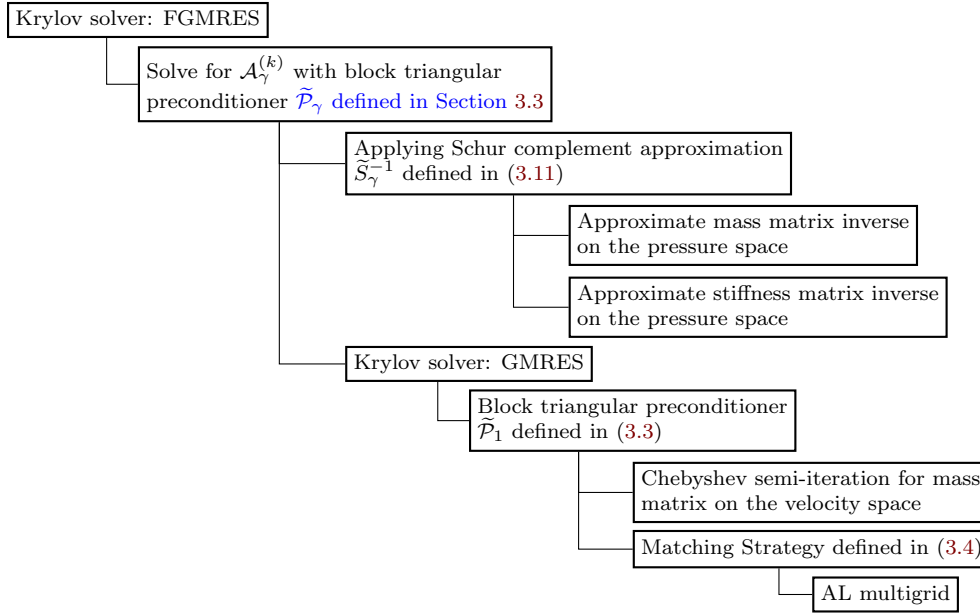 Krylov solver: FGMRES
Solve for 𝒜_γ^(k) with block triangular
preconditioner 𝒫̃_γ defined in Section 3.3
Applying Schur complement approximation
S̃_γ^−1 defined in (3.11)
Approximate mass matrix inverse
on the pressure space
Approximate stiffness matrix inverse
on the pressure space
Krylov solver: GMRES
Block triangular preconditioner
𝒫̃_1 defined in (3.3)
Chebyshev semi-iteration for mass
matrix on the velocity space
Matching Strategy defined in (3.4)
AL multigrid